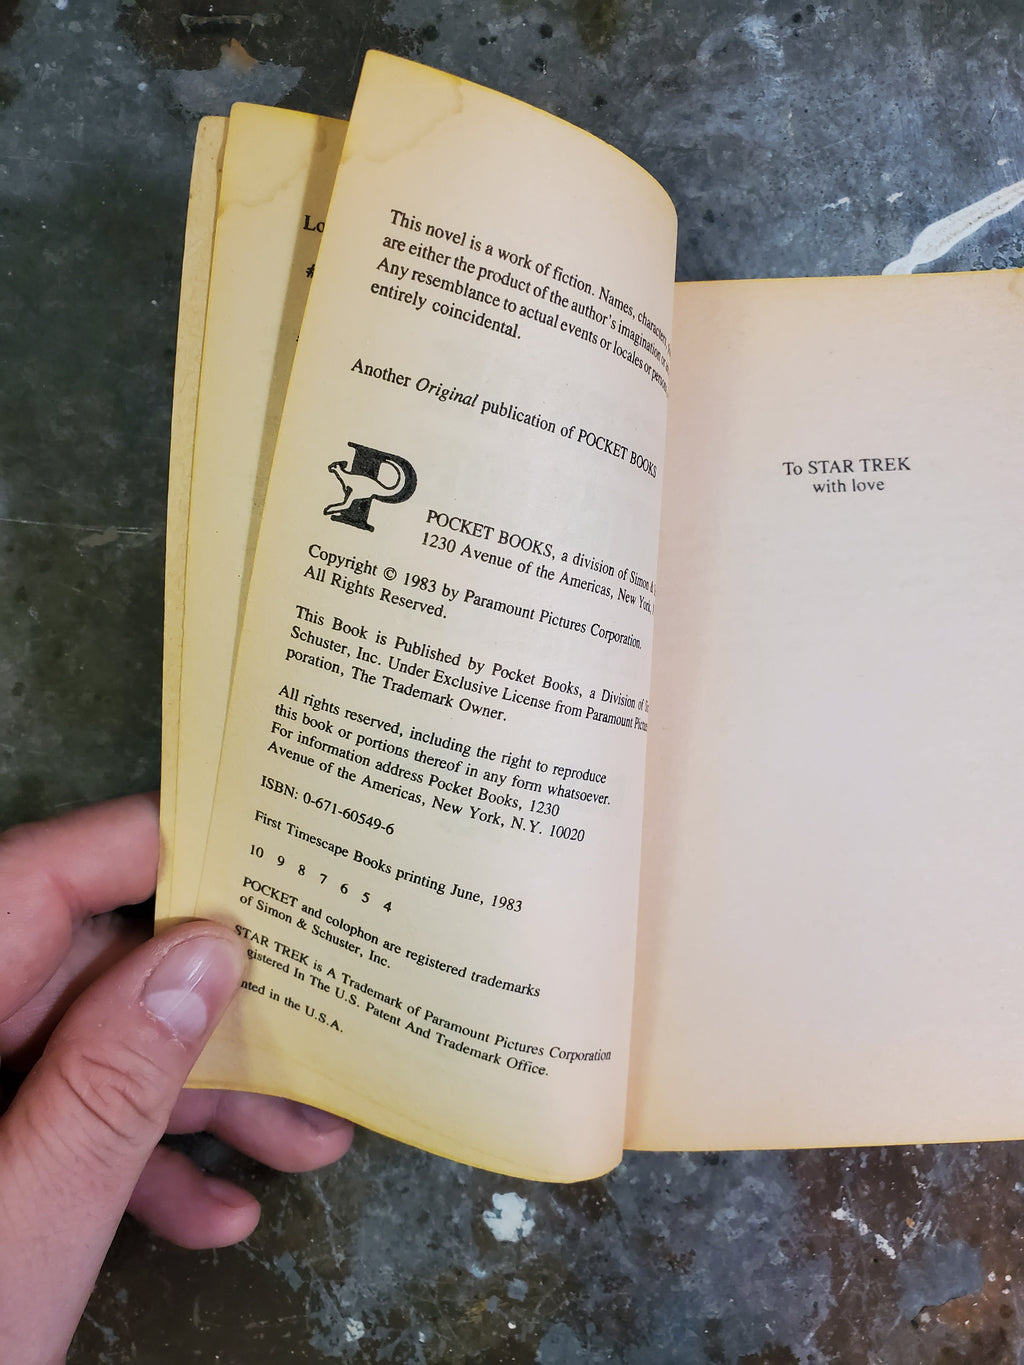 Lo
#
This novel is a work of fiction. Names, characters,
are either the product of the author's imagination or
Any resemblance to actual events or locales or
entirely coincidental.
Another Original publication of POCKET BOOKS
P
POCKET BOOKS, a division of Simon &
1230 Avenue of the Americas, New York,
Copyright © 1983 by Paramount Pictures Corporation.
All Rights Reserved.
This Book is Published by Pocket Books, a Division of
Schuster, Inc. Under Exclusive License from Paramount
poration, The Trademark Owner.
All rights reserved, including the right to reproduce
this book or portions thereof in any form whatsoever.
For information address Pocket Books, 1230
Avenue of the Americas, New York, N.Y. 10020
ISBN: 0-671-60549-6
First Timescape Books printing June, 1983
10 9 8 7 6 5 4
POCKET and colophon are registered trademarks
of Simon & Schuster, Inc.
STAR TREK is A Trademark of Paramount Pictures Corporation
gistered In The U.S. Patent And Trademark Office.
nted in the U.S.A.
To STAR TREK
with love